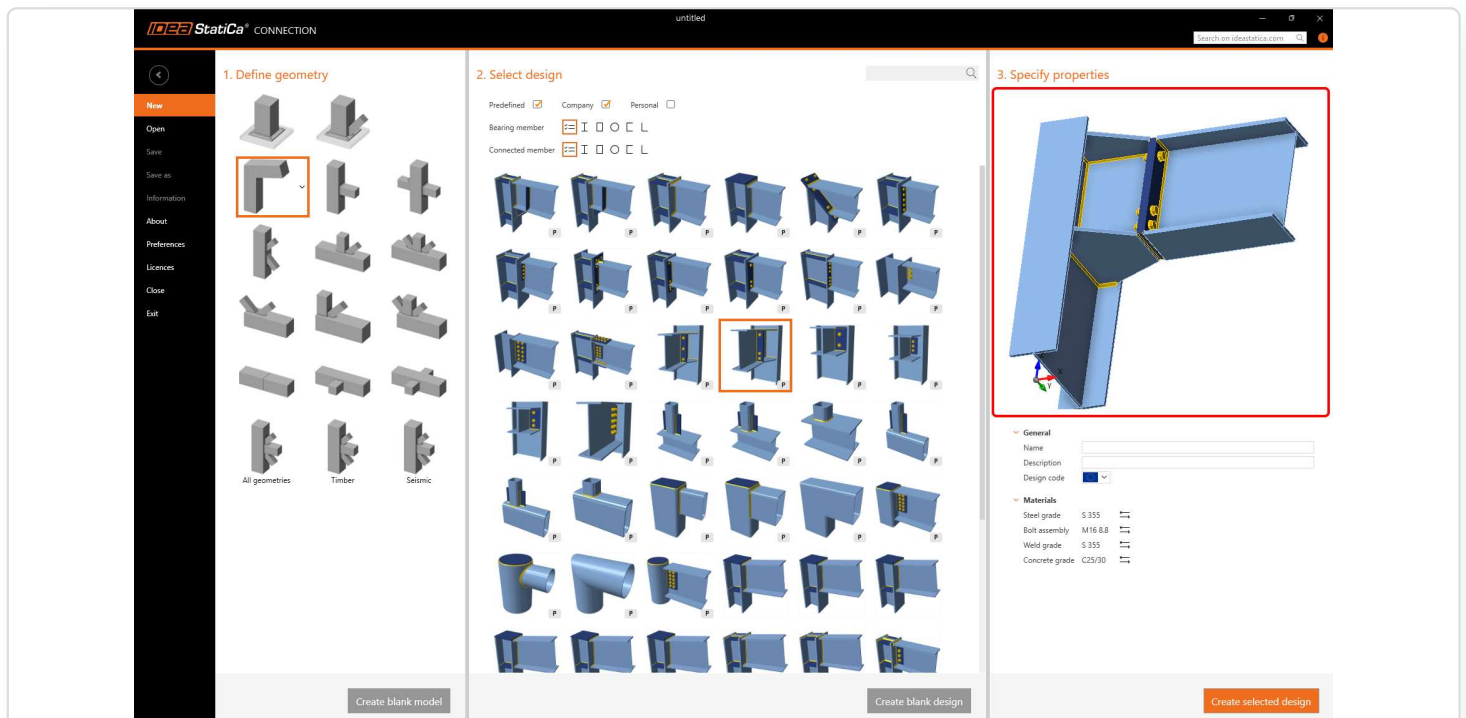 IDEA StatiCa® CONNECTION
untitled
Search on ideastatica.com
New
Open
Save
Save as
Information
About
Preferences
Licences
Close
Exit
1. Define geometry
All geometries Timber Seismic
Create blank model
2. Select design
Predefined Company Personal
Bearing member
Connected member
P P P P P P
P P P P P P
P P P P P P
P P P P P P
P P P P P P
P P P
Create blank design
3. Specify properties
X
Y
General
Name
Description
Design code
Materials
Steel grade S 355
Bolt assembly M16 8.8
Weld grade S 355
Concrete grade C25/30
Create selected design